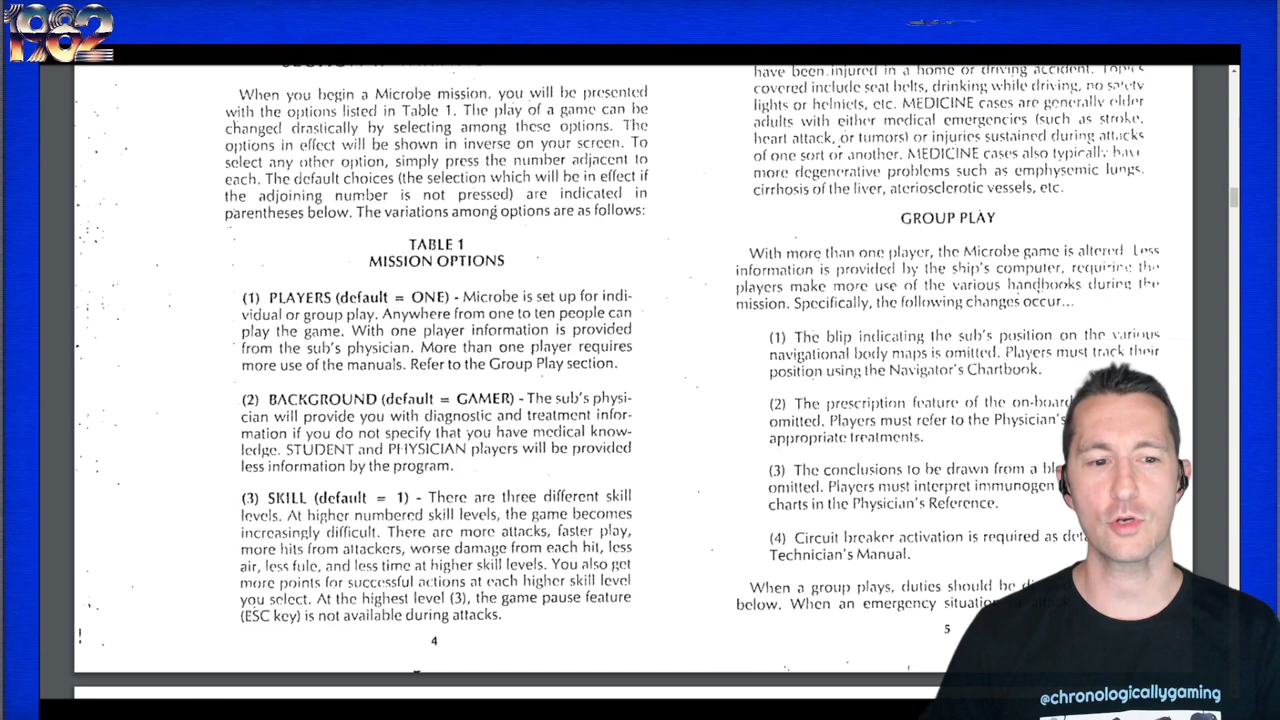 1982
When you begin a Microbe mission, you will be presented
with the options listed in Table 1. The play of a game can be
changed drastically by selecting among these options. The
options in effect will be shown in inverse on your screen. To
select any other option, simply press the number adjacent to
each. The default choices (the selection which will be in effect if
the adjoining number is not pressed) are indicated in
parentheses below. The variations among options are as follows:
TABLE 1
MISSION OPTIONS
(1) PLAYERS (default = ONE) - Microbe is set up for indi-
vidual or group play. Anywhere from one to ten people can
play the game. With one player information is provided
from the sub's physician. More than one player requires
more use of the manuals. Refer to the Group Play section.
(2) BACKGROUND (default = GAMER) - The sub's physi-
cian will provide you with diagnostic and treatment infor-
mation if you do not specify that you have medical know-
ledge. STUDENT and PHYSICIAN players will be provided
less information by the program.
(3) SKILL (default = 1) - There are three different skill
levels. At higher numbered skill levels, the game becomes
increasingly difficult. There are more attacks, faster play,
more hits from attackers, worse damage from each hit, less
air, less fule, and less time at higher skill levels. You also get
more points for successful actions at each higher skill level
you select. At the highest level (3), the game pause feature
(ESC key) is not available during attacks.
4
have been injured in a home or driving accident. Topics
covered include seat belts, drinking while driving, no safety
lights or helmets, etc. MEDICINE cases are generally older
adults with either medical emergencies (such as stroke,
heart attack, or tumors) or injuries sustained during attacks
of one sort or another. MEDICINE cases also typically have
more degenerative problems such as emphysemic lungs,
cirrhosis of the liver, ateriosclerotic vessels, etc.
GROUP PLAY
With more than one player, the Microbe game is altered. Less
information is provided by the ship's computer, requiring the
players make more use of the various handbooks during the
mission. Specifically, the following changes occur...
(1) The blip indicating the sub's position on the various
navigational body maps is omitted. Players must track their
position using the Navigator's Chartbook.
(2) The prescription feature of the on-board
omitted. Players must refer to the Physician's
appropriate treatments.
(3) The conclusions to be drawn from a
omitted. Players must interpret immunogen
charts in the Physician's Reference.
(4) Circuit breaker activation is required as
Technician's Manual.
When a group plays, duties should be
below. When an emergency
5
@chronologicallygaming